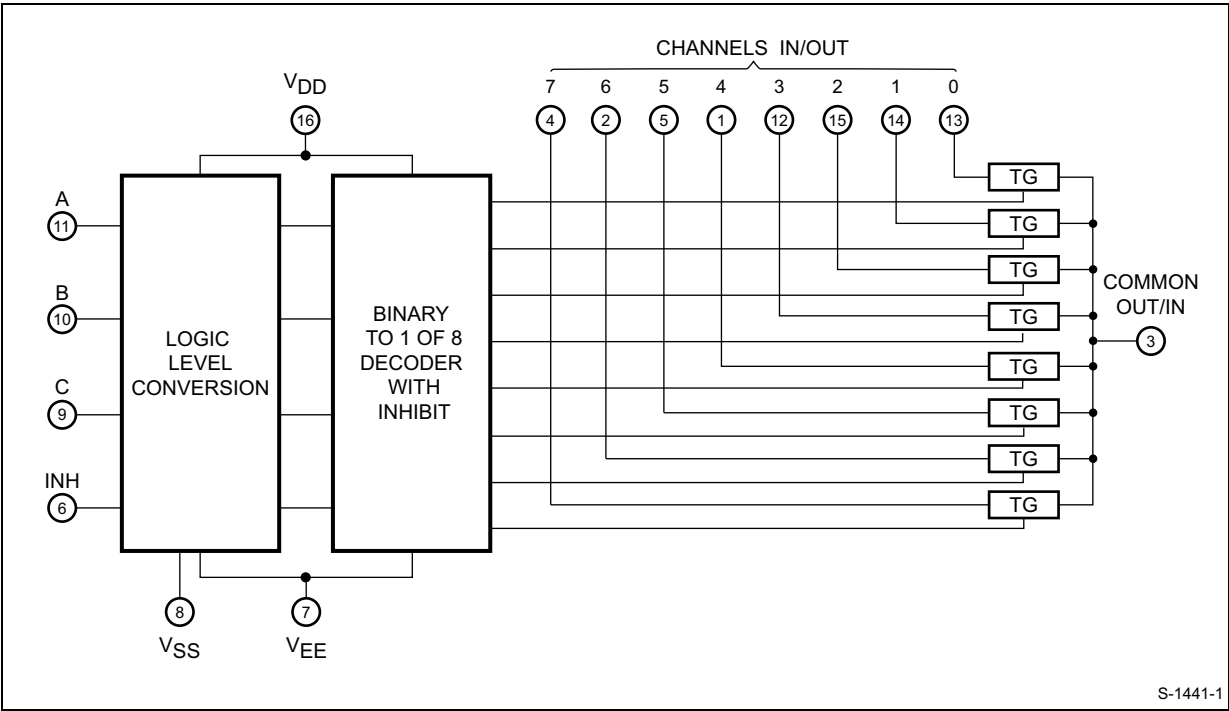 CHANNELS IN/OUT
7 6 5 4 3 2 1 0
4 2 5 1 12 15 14 13
VDD
16
A
11
B
10
C
9
INH
6
LOGIC
LEVEL
CONVERSION
BINARY
TO 1 OF 8
DECODER
WITH
INHIBIT
TG
TG
TG
TG
TG
TG
TG
TG
COMMON
OUT/IN
3
8
VSS
7
VEE
S-1441-1